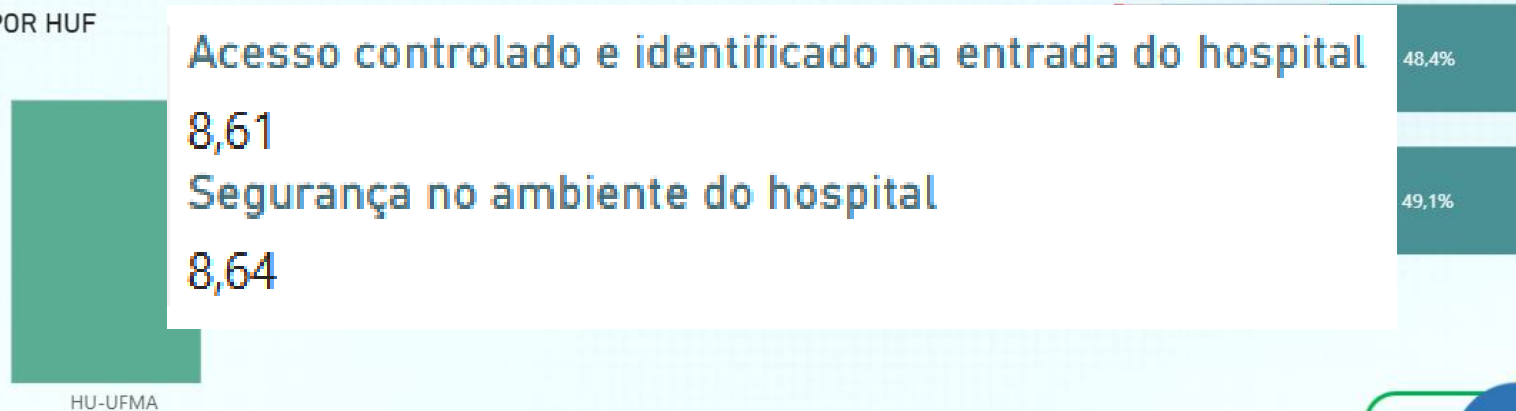 POR HUF
Acesso controlado e identificado na entrada do hospital
8,61
Segurança no ambiente do hospital
8,64
48,4%
49,1%
HU-UFMA